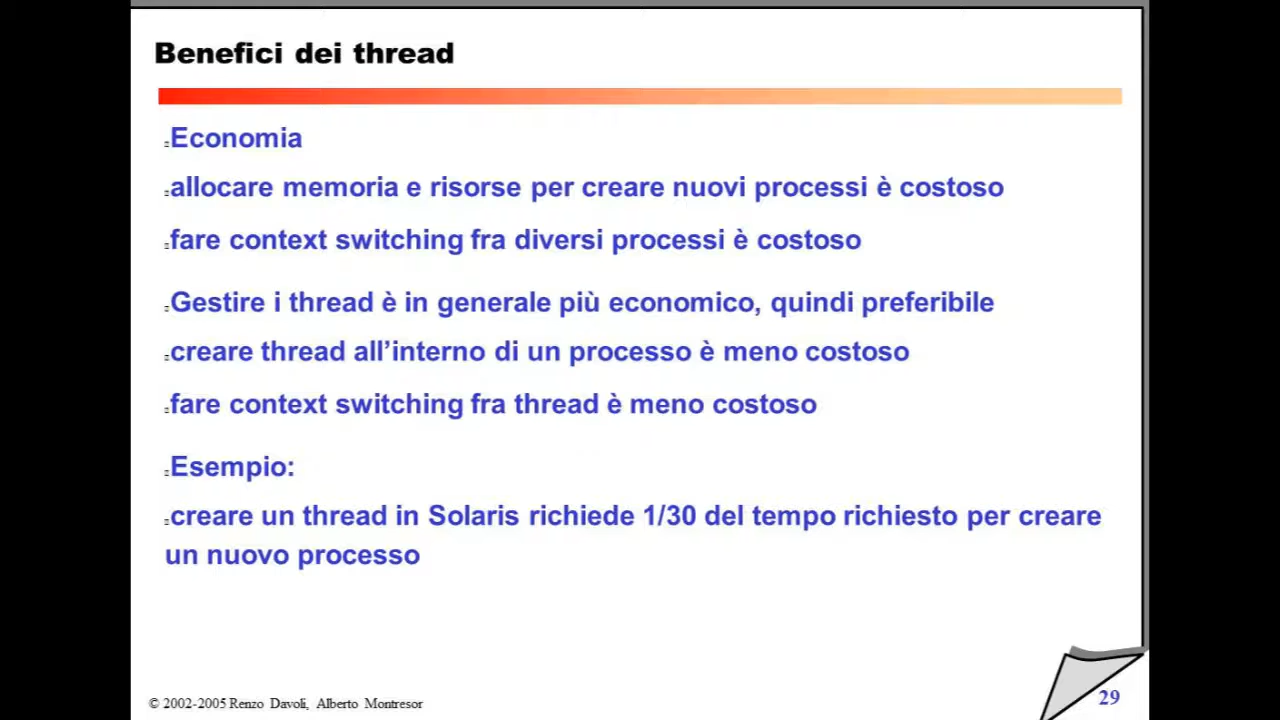 Benefici dei thread
Economia
allocare memoria e risorse per creare nuovi processi è costoso
fare context switching fra diversi processi è costoso
Gestire i thread è in generale più economico, quindi preferibile
creare thread all’interno di un processo è meno costoso
fare context switching fra thread è meno costoso
Esempio:
creare un thread in Solaris richiede 1/30 del tempo richiesto per creare
un nuovo processo
© 2002-2005 Renzo Davoli, Alberto Montresor
29